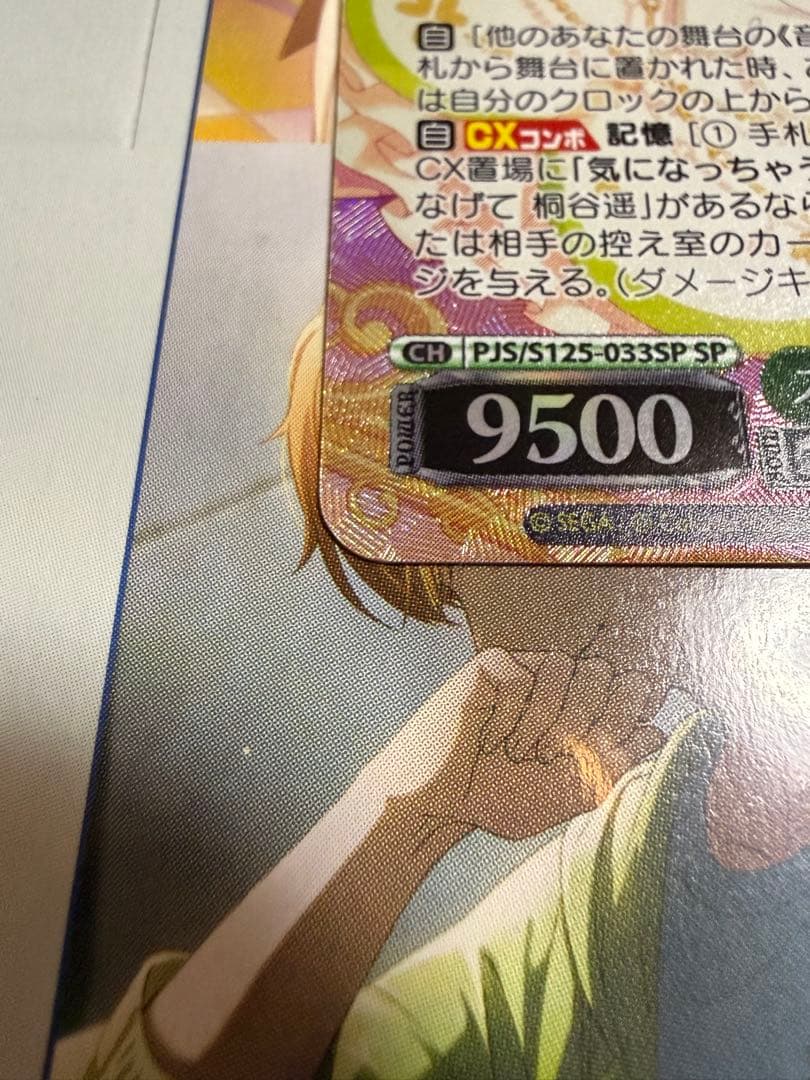 自 [他のあなたの舞台の《音
札から舞台に置かれた時、
は自分のクロックの上から
自 CXコンボ 記憶 [① 手札
CX置場に「気になっちゃう
なげて 桐谷遥」があるなら
たは相手の控え室のカー
ジを与える。(ダメージキ
CH PJS/S125-033SP SP
POWER 9500
SOUL
© SEGA